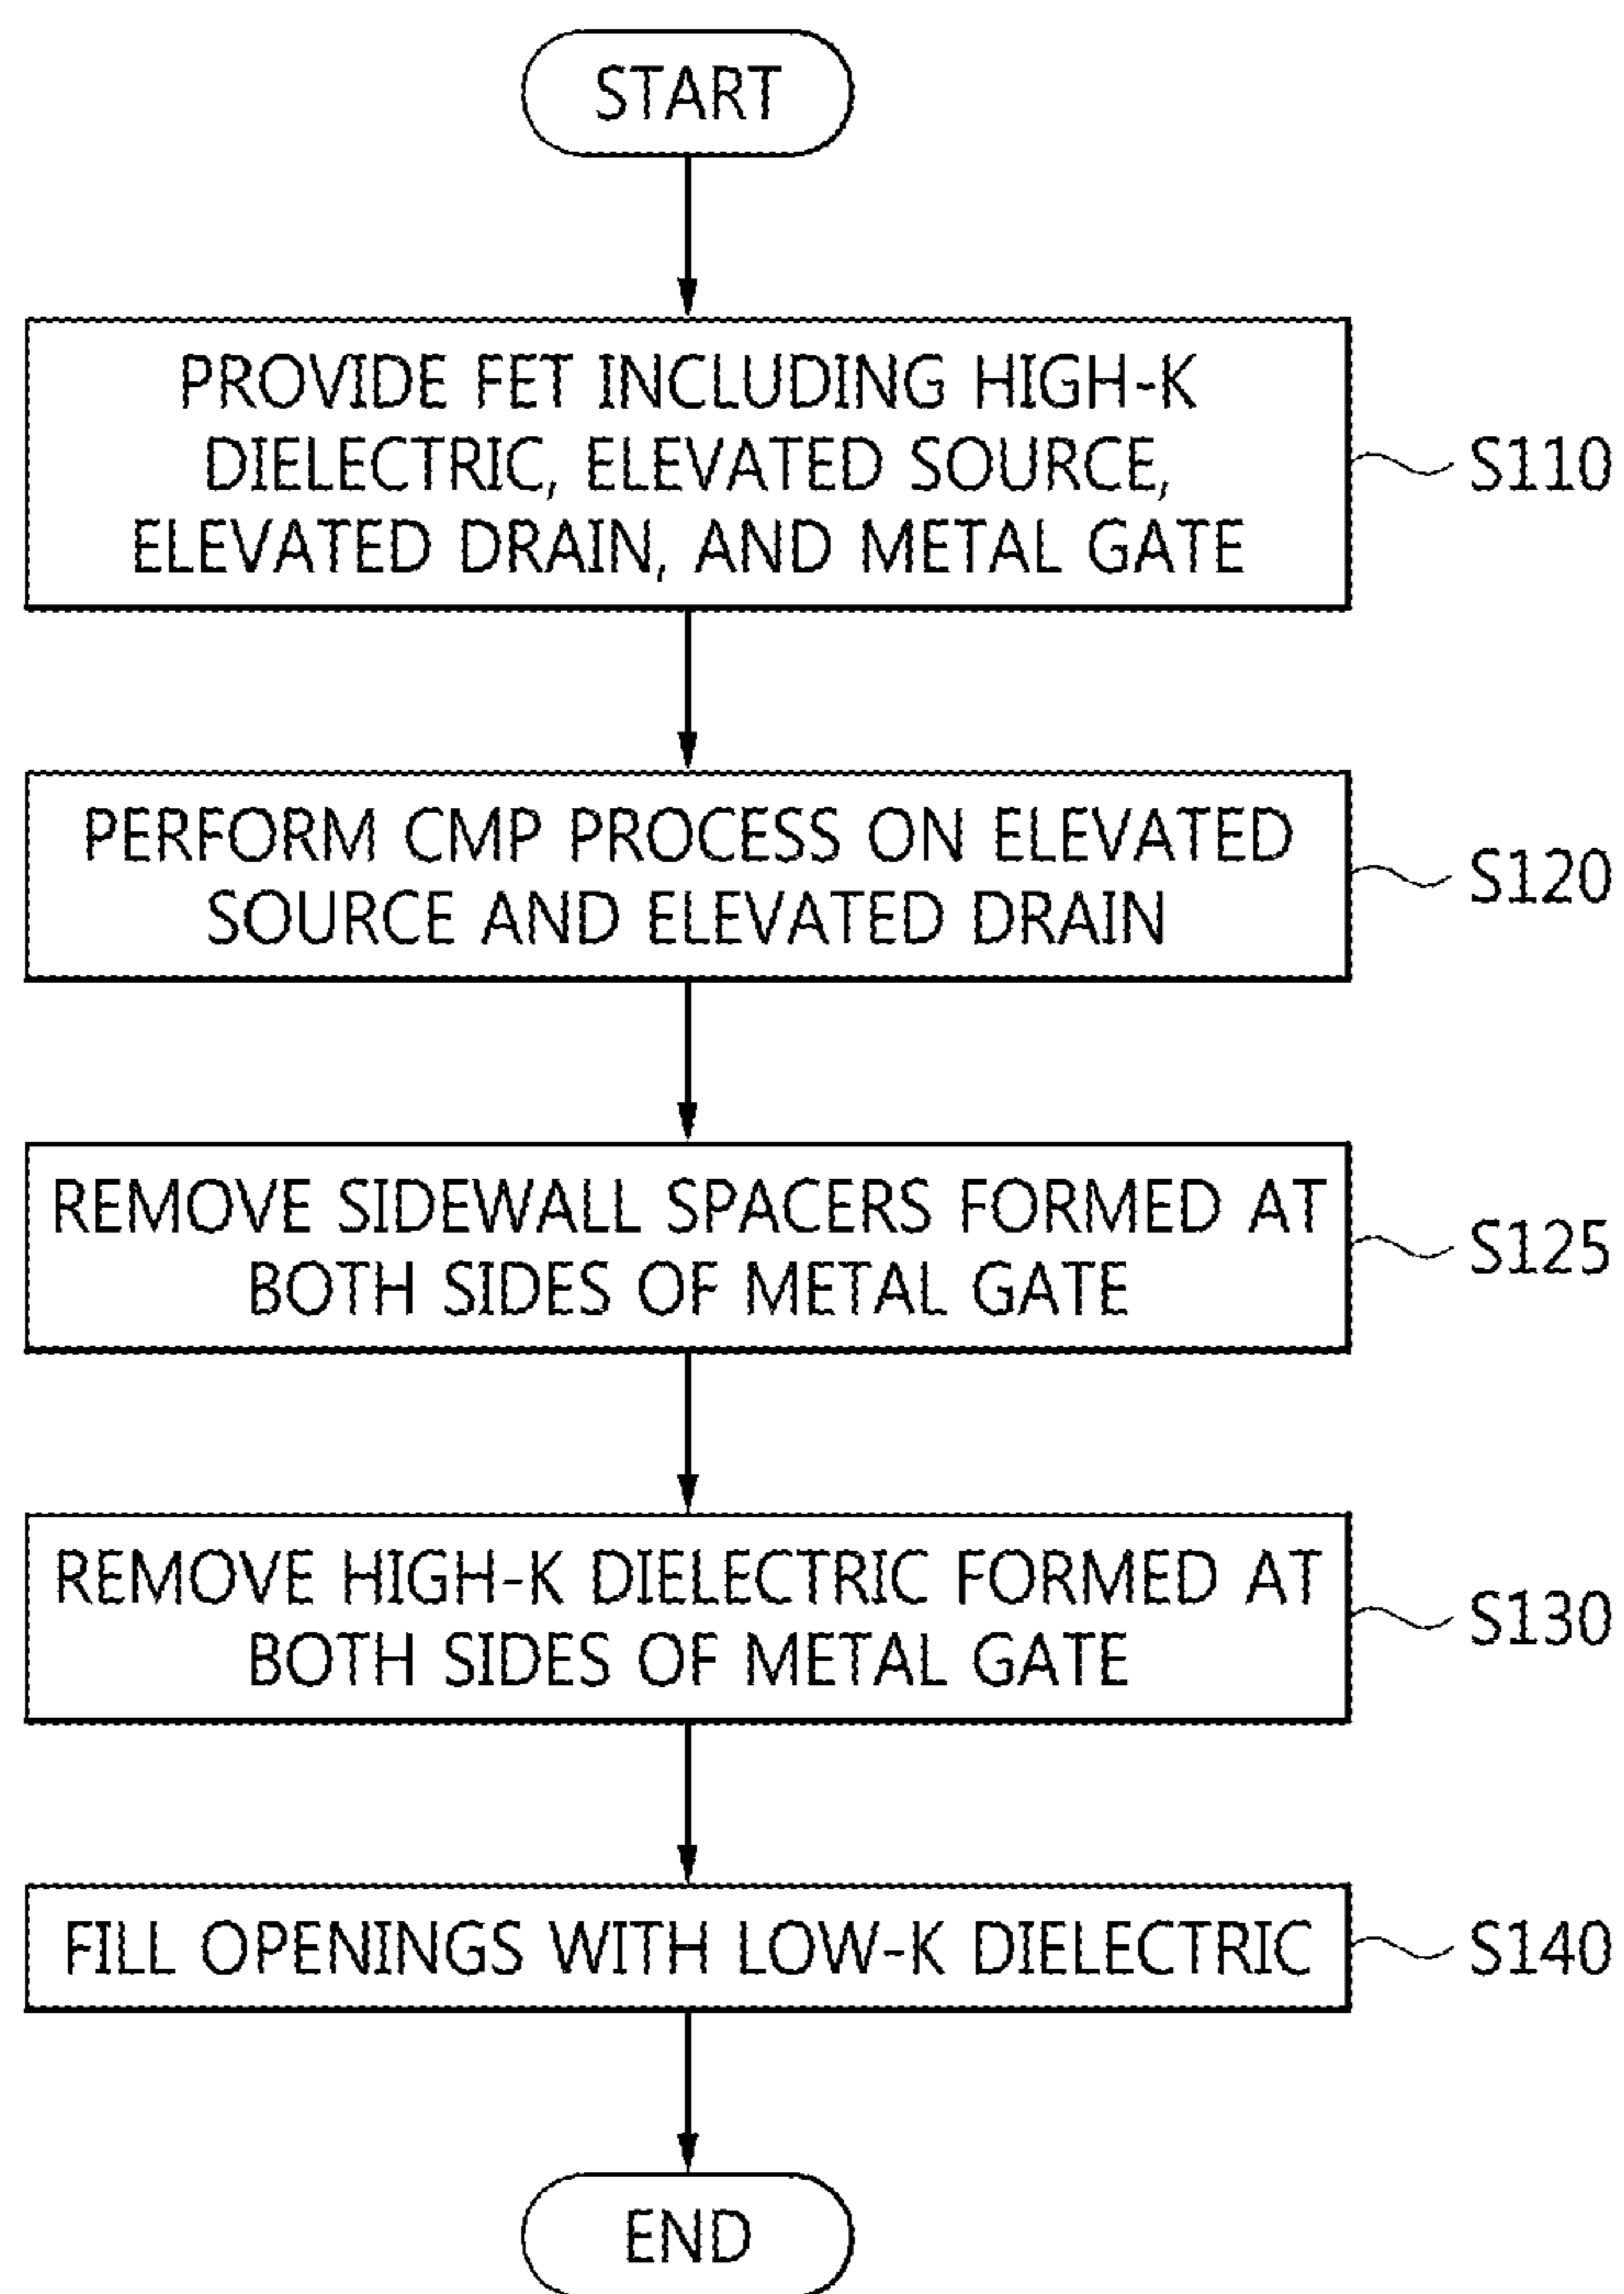 START
PROVIDE FET INCLUDING HIGH-K
DIELECTRIC, ELEVATED SOURCE,
ELEVATED DRAIN, AND METAL GATE
S110
PERFORM CMP PROCESS ON ELEVATED
SOURCE AND ELEVATED DRAIN
S120
REMOVE SIDEWALL SPACERS FORMED AT
BOTH SIDES OF METAL GATE
S125
REMOVE HIGH-K DIELECTRIC FORMED AT
BOTH SIDES OF METAL GATE
S130
FILL OPENINGS WITH LOW-K DIELECTRIC
S140
END